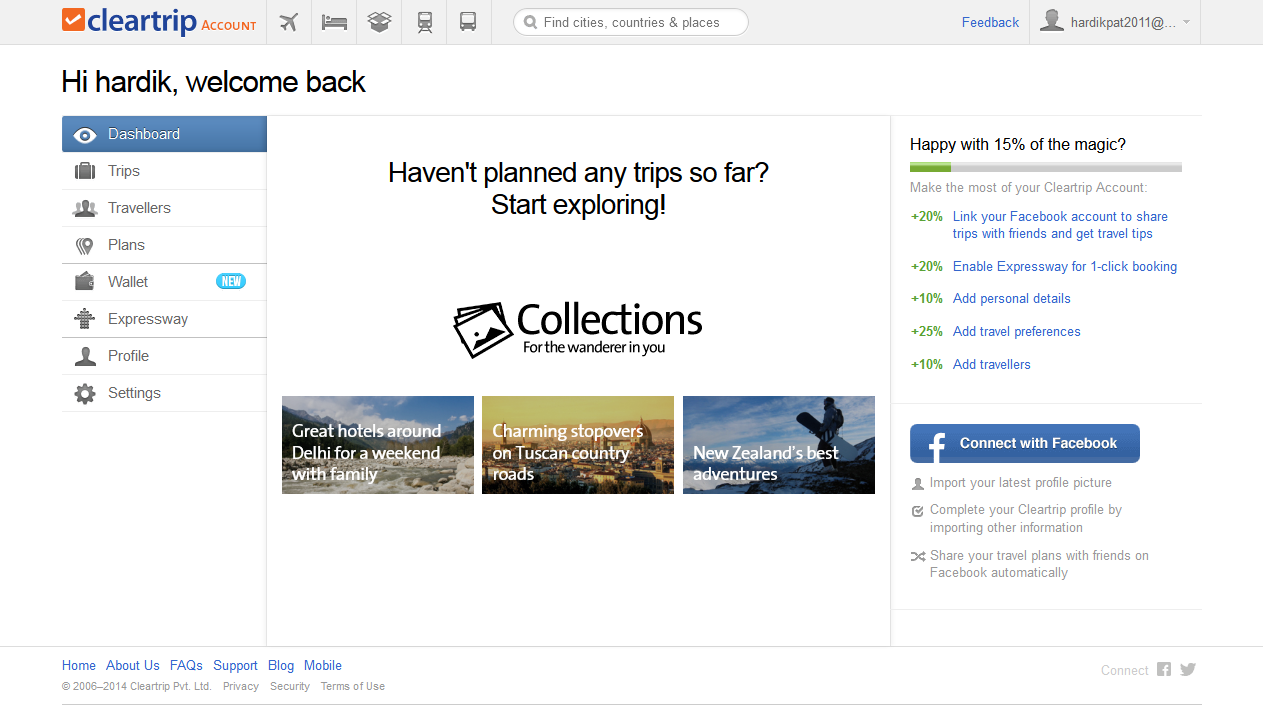 cleartrip ACCOUNT
Find cities, countries & places
Feedback
hardikpat2011@...
Hi hardik, welcome back
Dashboard
Trips
Travellers
Plans
Wallet NEW
Expressway
Profile
Settings
Haven't planned any trips so far?
Start exploring!
Collections
For the wanderer in you
Great hotels around
Delhi for a weekend
with family
Charming stopovers
on Tuscan country
roads
New Zealand's best
adventures
Happy with 15% of the magic?
Make the most of your Cleartrip Account:
+20% Link your Facebook account to share
trips with friends and get travel tips
+20% Enable Expressway for 1-click booking
+10% Add personal details
+25% Add travel preferences
+10% Add travellers
f Connect with Facebook
Import your latest profile picture
Complete your Cleartrip profile by
importing other information
Share your travel plans with friends on
Facebook automatically
Home About Us FAQs Support Blog Mobile
© 2006–2014 Cleartrip Pvt. Ltd. Privacy Security Terms of Use
Connect